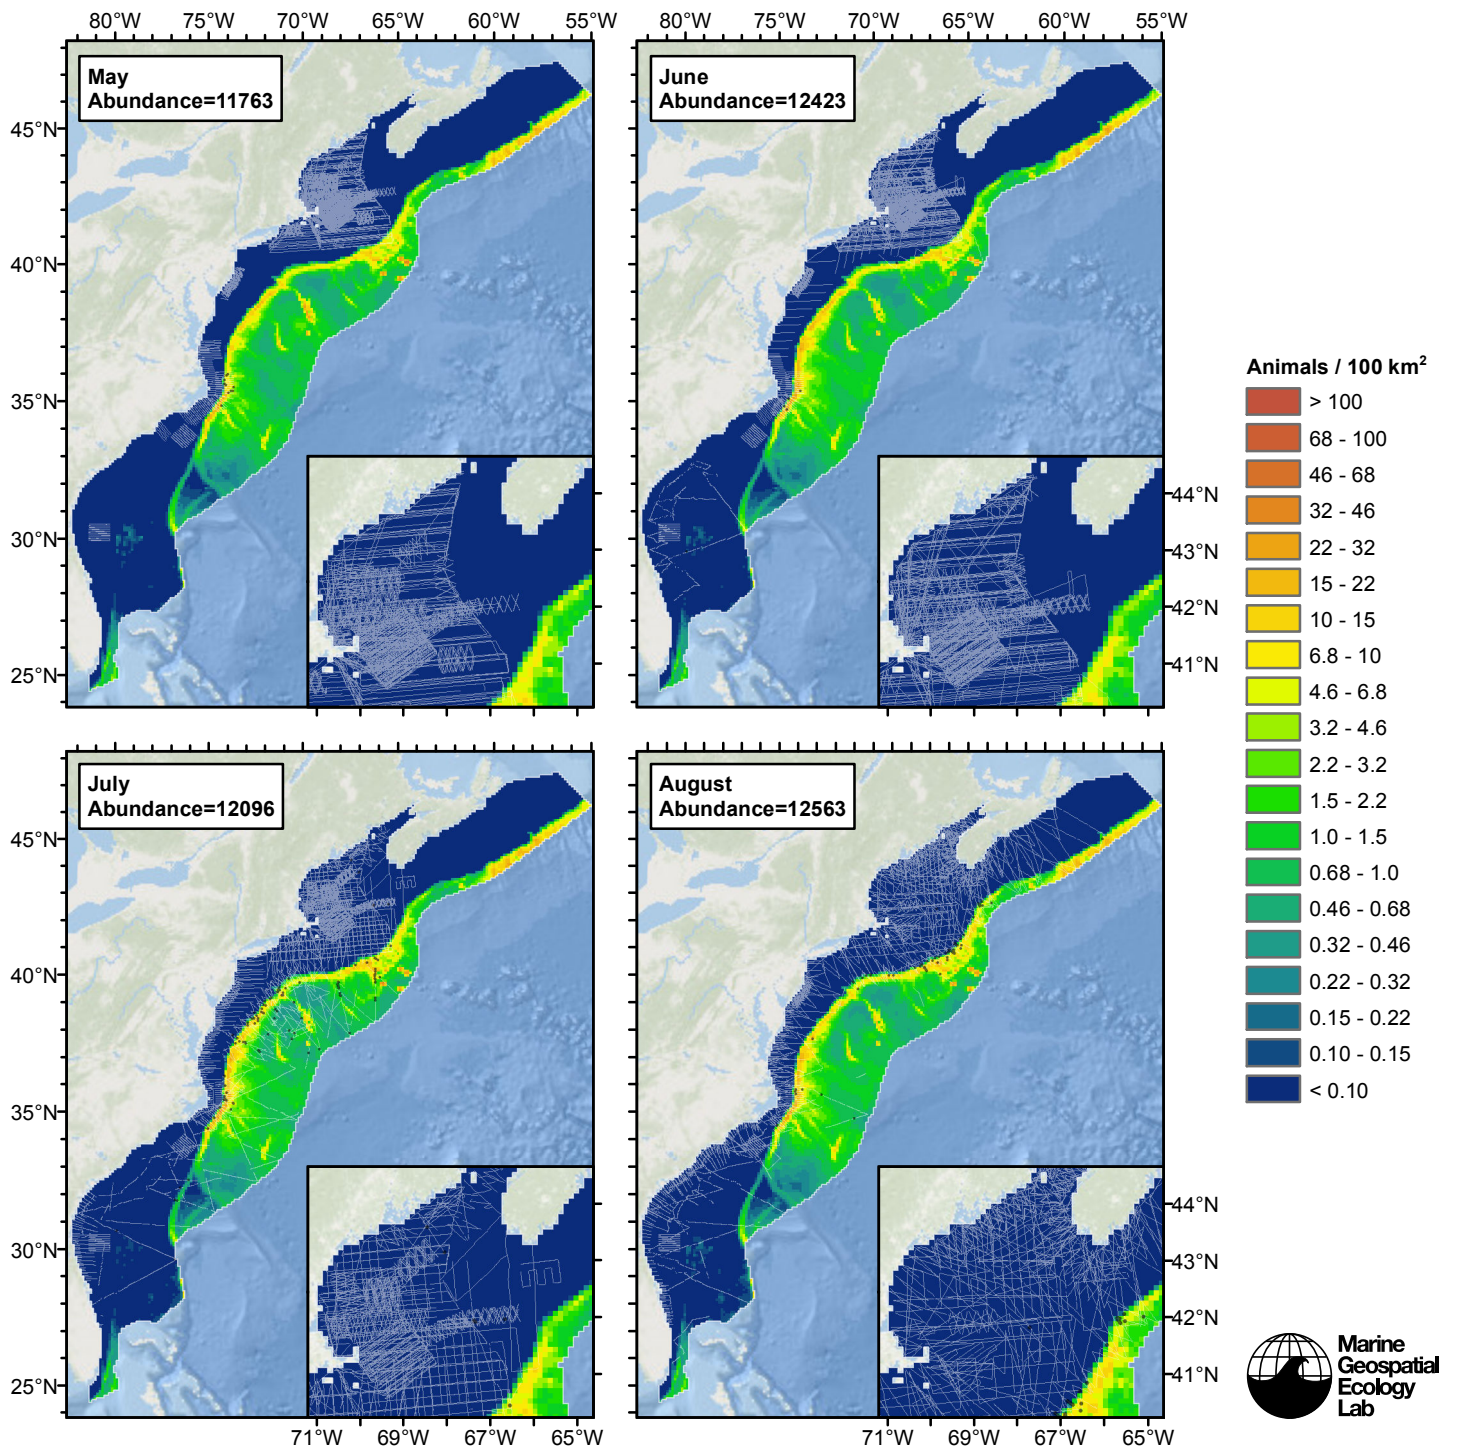 80°W 75°W 70°W 65°W 60°W 55°W
80°W 75°W 70°W 65°W 60°W 55°W
May
Abundance=11763
June
Abundance=12423
45°N
40°N
35°N
30°N
25°N
44°N
43°N
42°N
41°N
July
Abundance=12096
August
Abundance=12563
45°N
40°N
35°N
30°N
25°N
44°N
43°N
42°N
41°N
71°W 69°W 67°W 65°W
71°W 69°W 67°W 65°W
Animals / 100 km²
> 100
68 - 100
46 - 68
32 - 46
22 - 32
15 - 22
10 - 15
6.8 - 10
4.6 - 6.8
3.2 - 4.6
2.2 - 3.2
1.5 - 2.2
1.0 - 1.5
0.68 - 1.0
0.46 - 0.68
0.32 - 0.46
0.22 - 0.32
0.15 - 0.22
0.10 - 0.15
< 0.10
Marine
Geospatial
Ecology
Lab